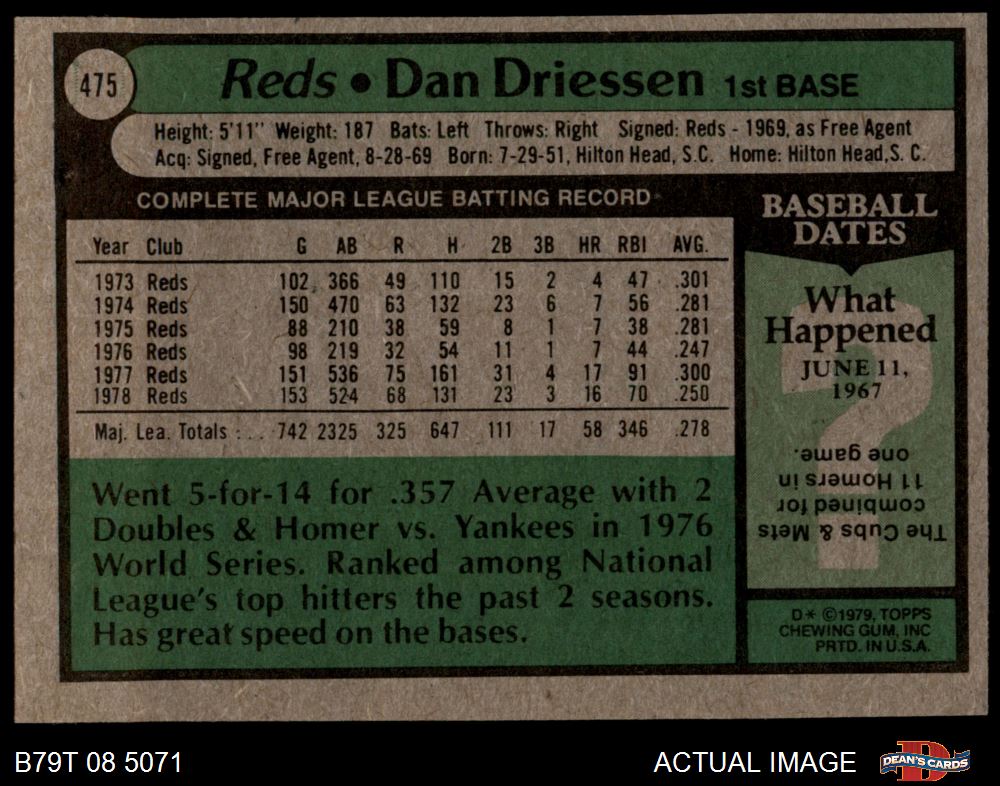 475
Reds • Dan Driessen 1st BASE
Height: 5'11" Weight: 187 Bats: Left Throws: Right Signed: Reds - 1969, as Free Agent
Acq: Signed, Free Agent, 8-28-69 Born: 7-29-51, Hilton Head, S.C. Home: Hilton Head, S. C.
COMPLETE MAJOR LEAGUE BATTING RECORD
Year Club G AB R H 2B 3B HR RBI AVG.
1973 Reds 102 366 49 110 15 2 4 47 .301
1974 Reds 150 470 63 132 23 6 7 56 .281
1975 Reds 88 210 38 59 8 1 7 38 .281
1976 Reds 98 219 32 54 11 1 7 44 .247
1977 Reds 151 536 75 161 31 4 17 91 .300
1978 Reds 153 524 68 131 23 3 16 70 .250
Maj. Lea. Totals . . . 742 2325 325 647 111 17 58 346 .278
Went 5-for-14 for .357 Average with 2
Doubles & Homer vs. Yankees in 1976
World Series. Ranked among National
League's top hitters the past 2 seasons.
Has great speed on the bases.
BASEBALL
DATES
What
Happened
JUNE 11,
1967
?
The Cubs & Mets
combined for
11 Homers in
one game.
D* ©1979, TOPPS
CHEWING GUM, INC
PRTD. IN U.S.A.
B79T 08 5071
ACTUAL IMAGE
D
DEAN'S CARDS